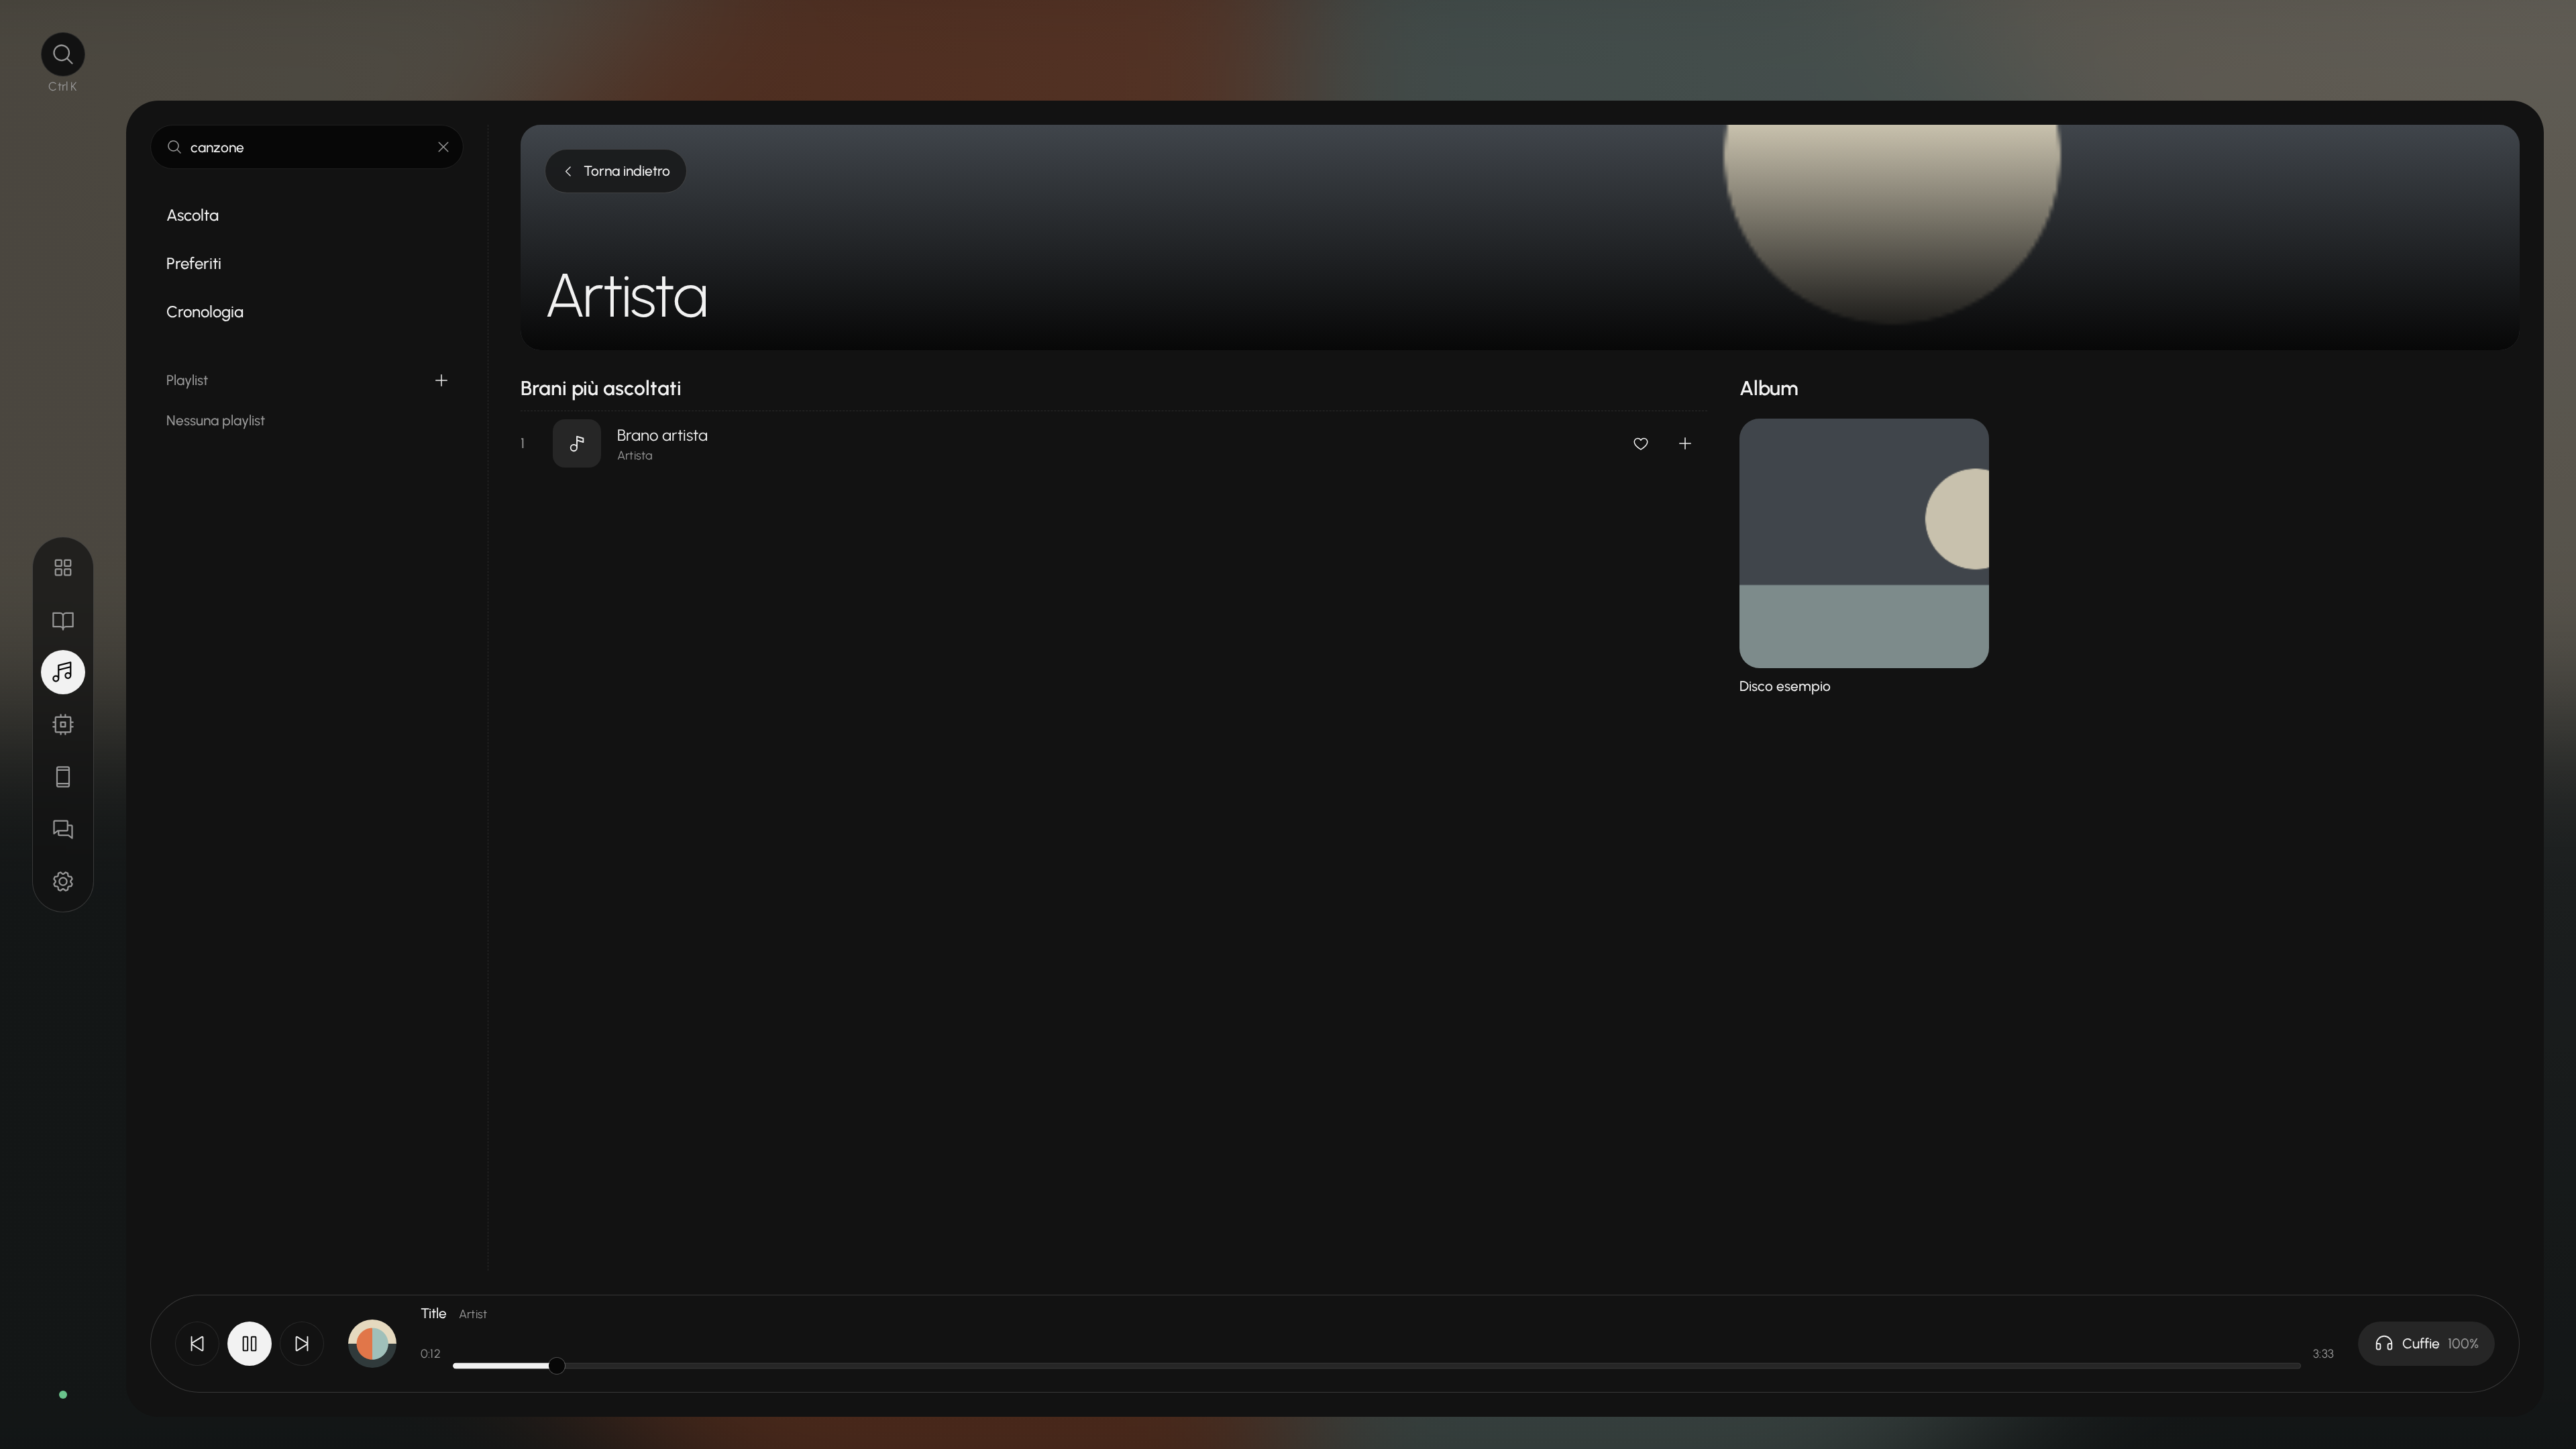 Ctrl K
canzone
Ascolta
Preferiti
Cronologia
Playlist
Nessuna playlist
Torna indietro
Artista
Brani più ascoltati
1
Brano artista
Artista
Album
Disco esempio
Title Artist
0:12
3:33
Cuffie 100%